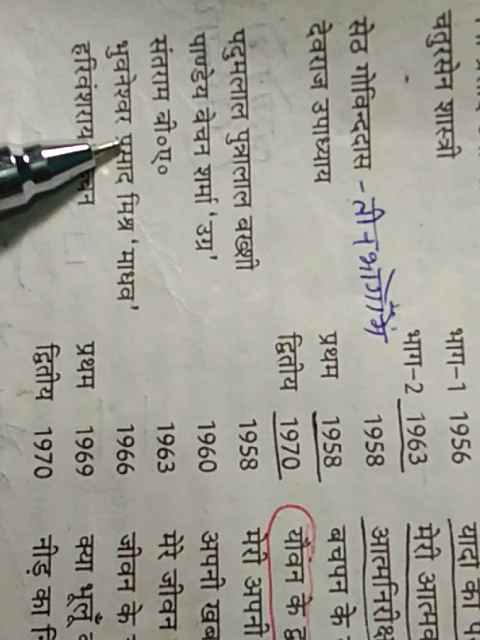 भाग-1 1956 यादों की
चतुरसेन शास्त्री भाग-2 1963 मेरी
सेठ गोविन्ददास - तीन भागों में 1958
देवराज उपाध्याय प्रथम 1958 बचपन के
द्वितीय 1970 यौवन के
पदुमलाल पुन्नालाल बख्शी 1958 मेरी अपनी
पाण्डेय बेचन शर्मा 'उग्र' 1960 अपनी
संतराम बी०ए० 1963 मेरे जीवन
भुवनेश्वर प्रसाद मिश्र 'माधव' 1966 जीवन के
प्रथम 1969 क्या भूलूँ
द्वितीय 1970 नीड़ का